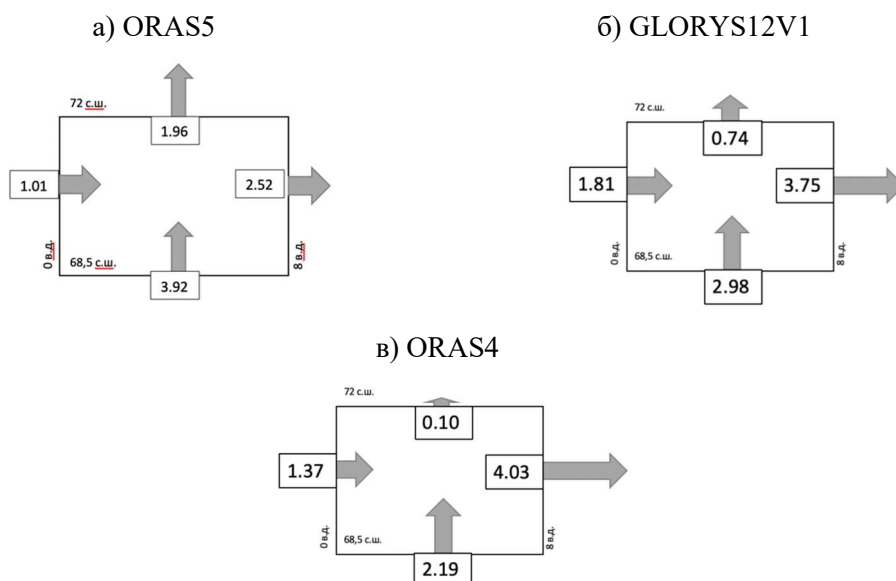 а) ORAS5
б) GLORYS12V1
72 с.ш.
1.96
1.01
2.52
0 в.д.
68,5 с.ш.
8 в.д.
3.92
72 с.ш.
0.74
1.81
3.75
0 в.д.
68,5 с.ш.
8 в.д.
2.98
в) ORAS4
72 с.ш.
0.10
1.37
4.03
0 в.д.
68,5 с.ш.
8 в.д.
2.19